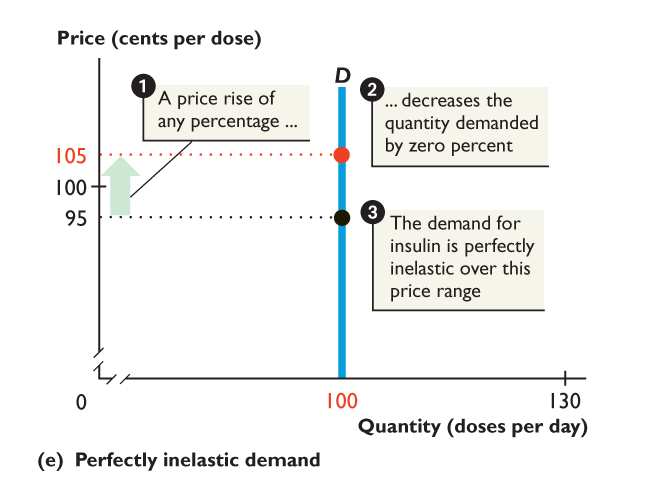 Price (cents per dose)
D
1
A price rise of
any percentage ...
2
... decreases the
quantity demanded
by zero percent
105
100
95
3
The demand for
insulin is perfectly
inelastic over this
price range
0
100
130
Quantity (doses per day)
(e) Perfectly inelastic demand